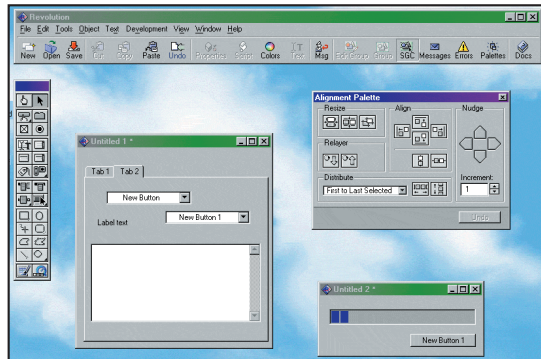 Revolution
File Edit Tools Object Text Development View Window Help
New Open Save Cut Copy Paste Undo Properties Script Colors Text Msg Edit Group Group SGC Messages Errors Palettes Docs
Alignment Palette
Resize Align Nudge
Relayer
Distribute Increment:
First to Last Selected 1
Undo
Untitled 1 *
Tab 1 Tab 2
New Button
Label text New Button 1
Untitled 2 *
New Button 1